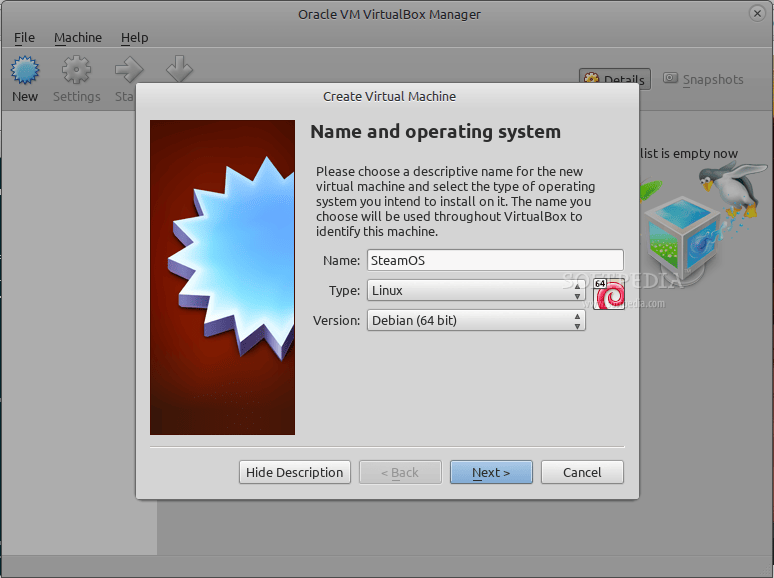 Oracle VM VirtualBox Manager
File Machine Help
New Settings Sta
Details Snapshots
Create Virtual Machine
list is empty now
Name and operating system
Please choose a descriptive name for the new
virtual machine and select the type of operating
system you intend to install on it. The name you
choose will be used throughout VirtualBox to
identify this machine.
Name: SteamOS
SOFTPEDIA
Type: Linux
64
Version: Debian (64 bit)
Hide Description < Back Next > Cancel